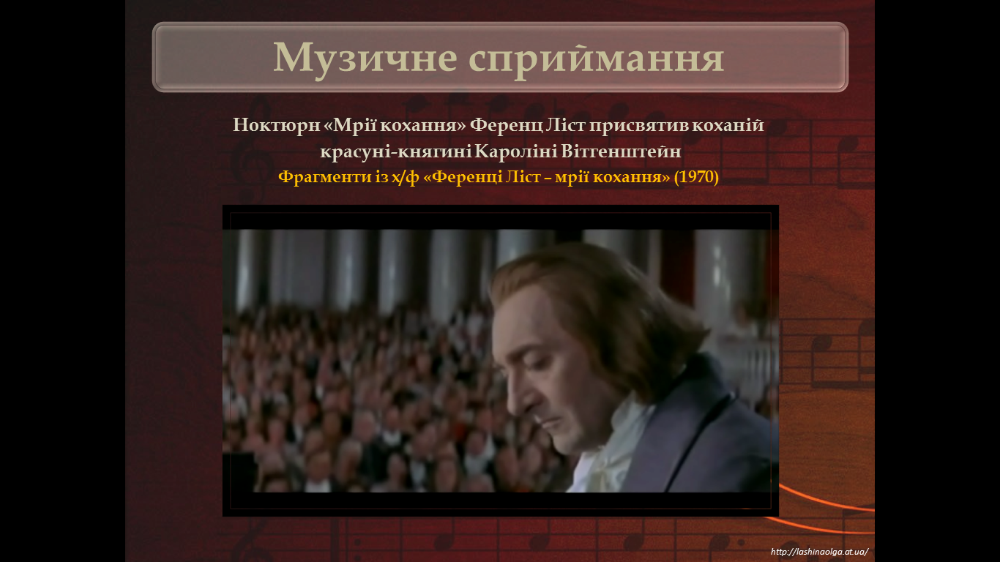 Музичне сприймання
Ноктюрн «Мрії кохання» Ференц Ліст присвятив коханій
красуні-княгині Кароліні Вітгенштейн
Фрагменти із х/ф «Ференці Ліст – мрії кохання» (1970)
http://lashinaolga.at.ua/